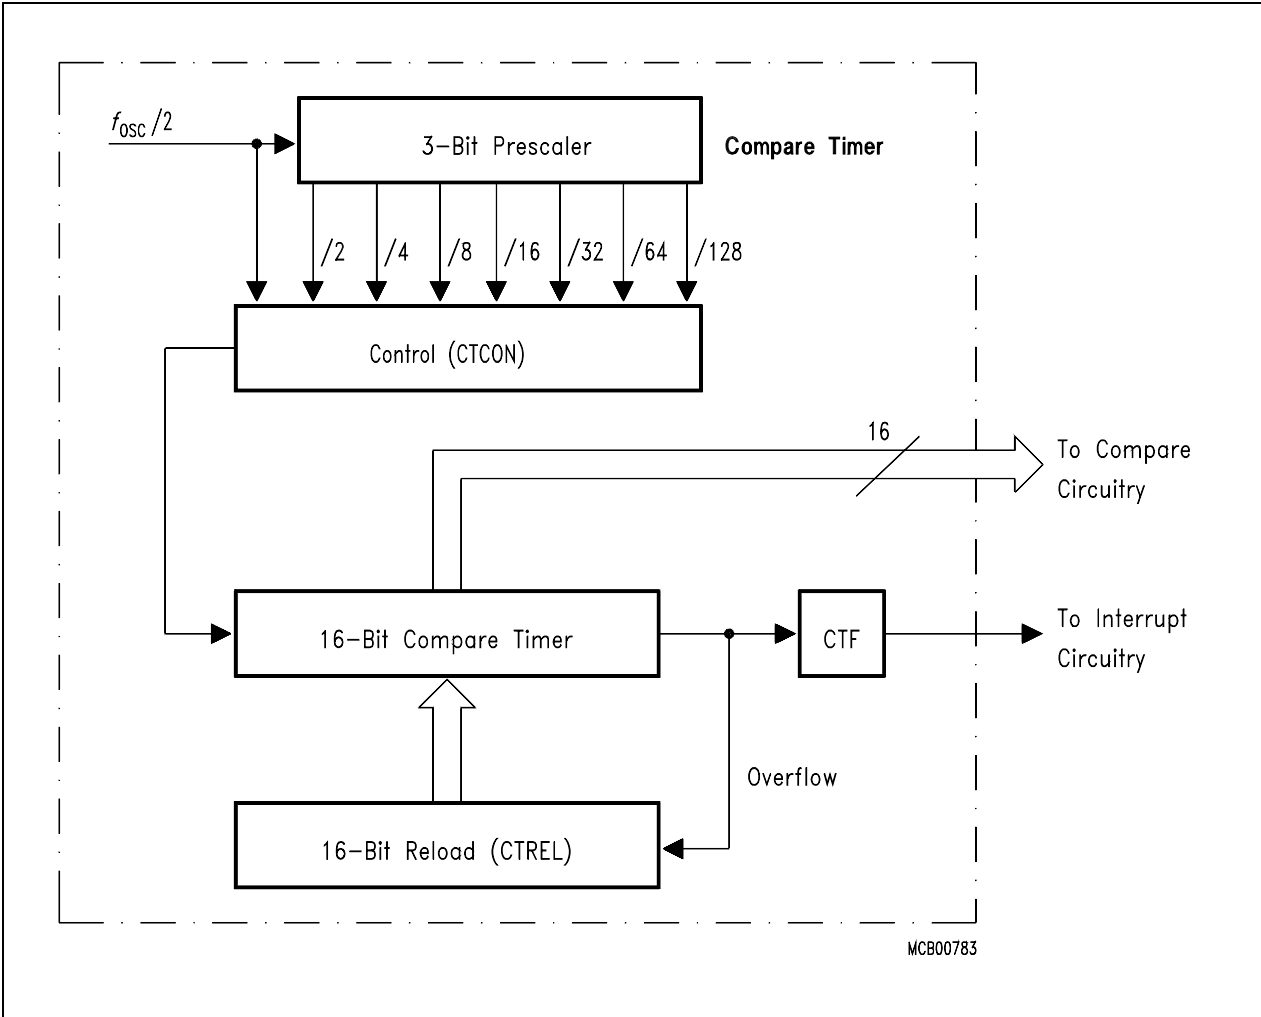 fOSC/2
3-Bit Prescaler
Compare Timer
/2 /4 /8 /16 /32 /64 /128
Control (CTCON)
16
To Compare
Circuitry
16-Bit Compare Timer
CTF
To Interrupt
Circuitry
Overflow
16-Bit Reload (CTREL)
MCB00783